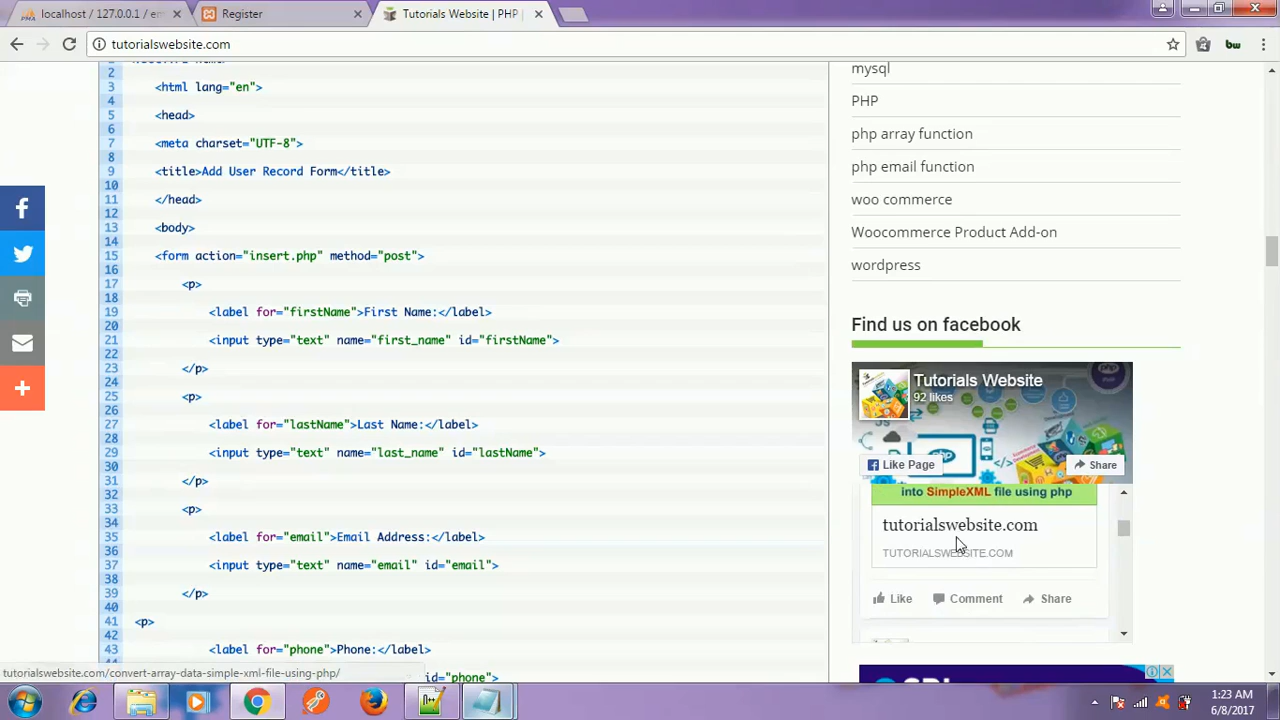 localhost / 127.0.0.1 / em
Register
Tutorials Website | PHP
tutorialswebsite.com
2
3 <html lang="en">
4
5 <head>
6
7 <meta charset="UTF-8">
8
9 <title>Add User Record Form</title>
10
11 </head>
12
13 <body>
14
15 <form action="insert.php" method="post">
16
17 <p>
18
19 <label for="firstName">First Name:</label>
20
21 <input type="text" name="first_name" id="firstName">
22
23 </p>
24
25 <p>
26
27 <label for="lastName">Last Name:</label>
28
29 <input type="text" name="last_name" id="lastName">
30
31 </p>
32
33 <p>
34
35 <label for="email">Email Address:</label>
36
37 <input type="text" name="email" id="email">
38
39 </p>
40
41 <p>
42
43 <label for="phone">Phone:</label>
id="phone">
mysql
PHP
php array function
php email function
woo commerce
Woocommerce Product Add-on
wordpress
Find us on facebook
Tutorials Website
92 likes
Like Page
Share
into SimpleXML file using php
tutorialswebsite.com
TUTORIALSWEBSITE.COM
Like Comment Share
tutorialswebsite.com/convert-array-data-simple-xml-file-using-php/
1:23 AM
6/8/2017